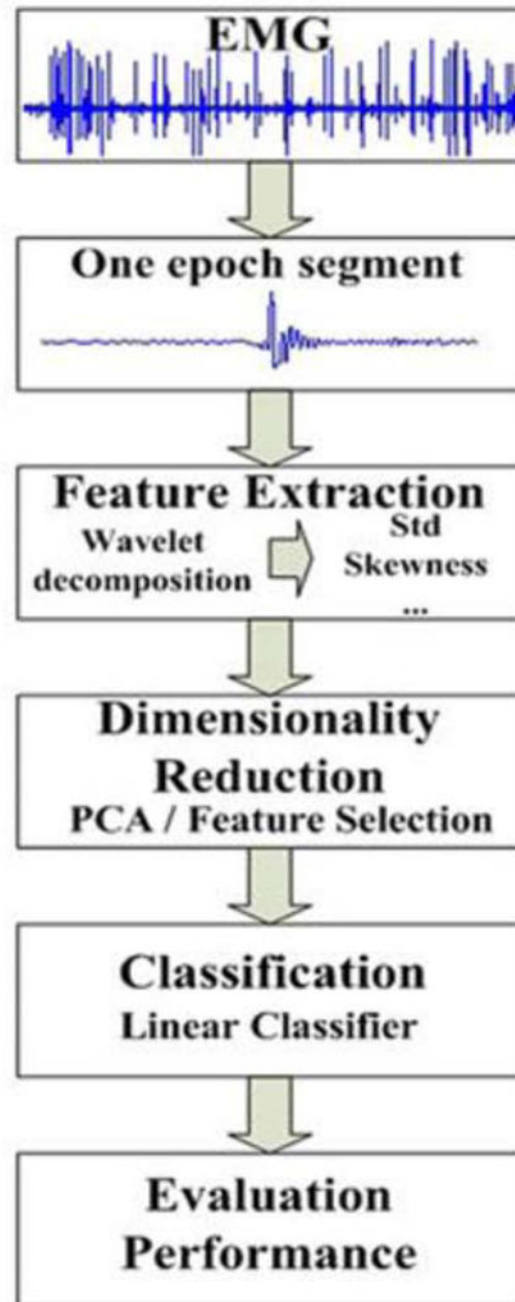 EMG
One epoch segment
Feature Extraction
Wavelet
decomposition
Std
Skewness
...
Dimensionality
Reduction
PCA / Feature Selection
Classification
Linear Classifier
Evaluation
Performance